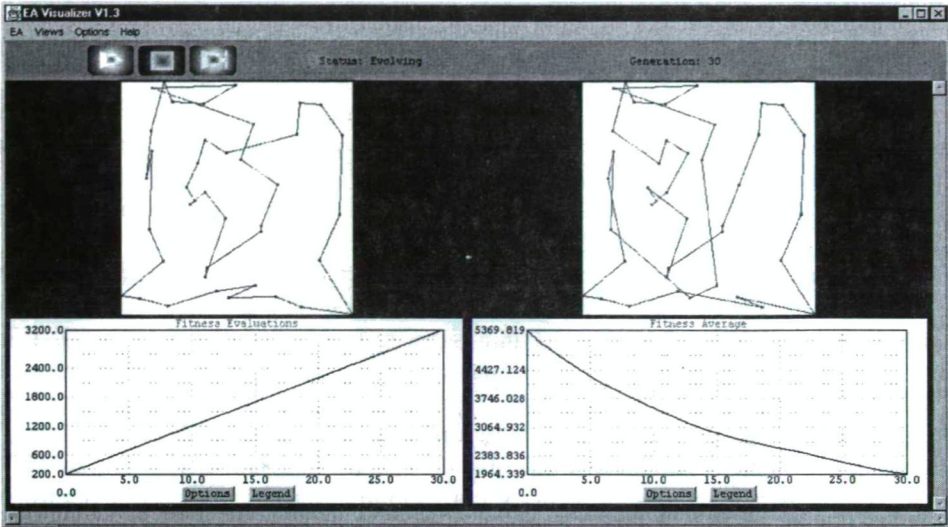 EA Visualizer V1.3
EA Views Options Help
Status: Evolving Generation: 30
Fitness Evaluations
3200.0
2400.0
1800.0
1200.0
600.0
200.0
0.0 5.0 10.0 15.0 20.0 25.0 30.0
Options Legend
Fitness Average
5369.819
4427.124
3746.028
3064.932
2383.836
1964.339
0.0 5.0 10.0 15.0 20.0 25.0 30.0
Options Legend